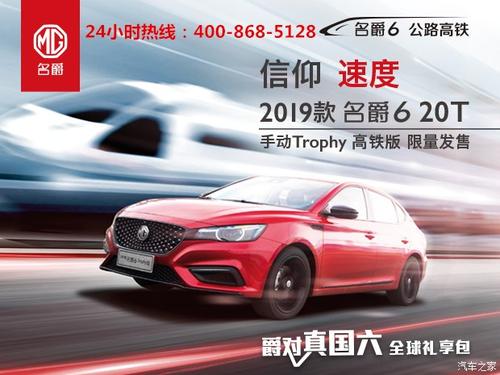 MG
名爵
24小时热线：400-868-5128
名爵6 公路高铁
信仰 速度
2019款 名爵6 20T
手动Trophy 高铁版 限量发售
爵对真国六 全球礼享包
汽车之家